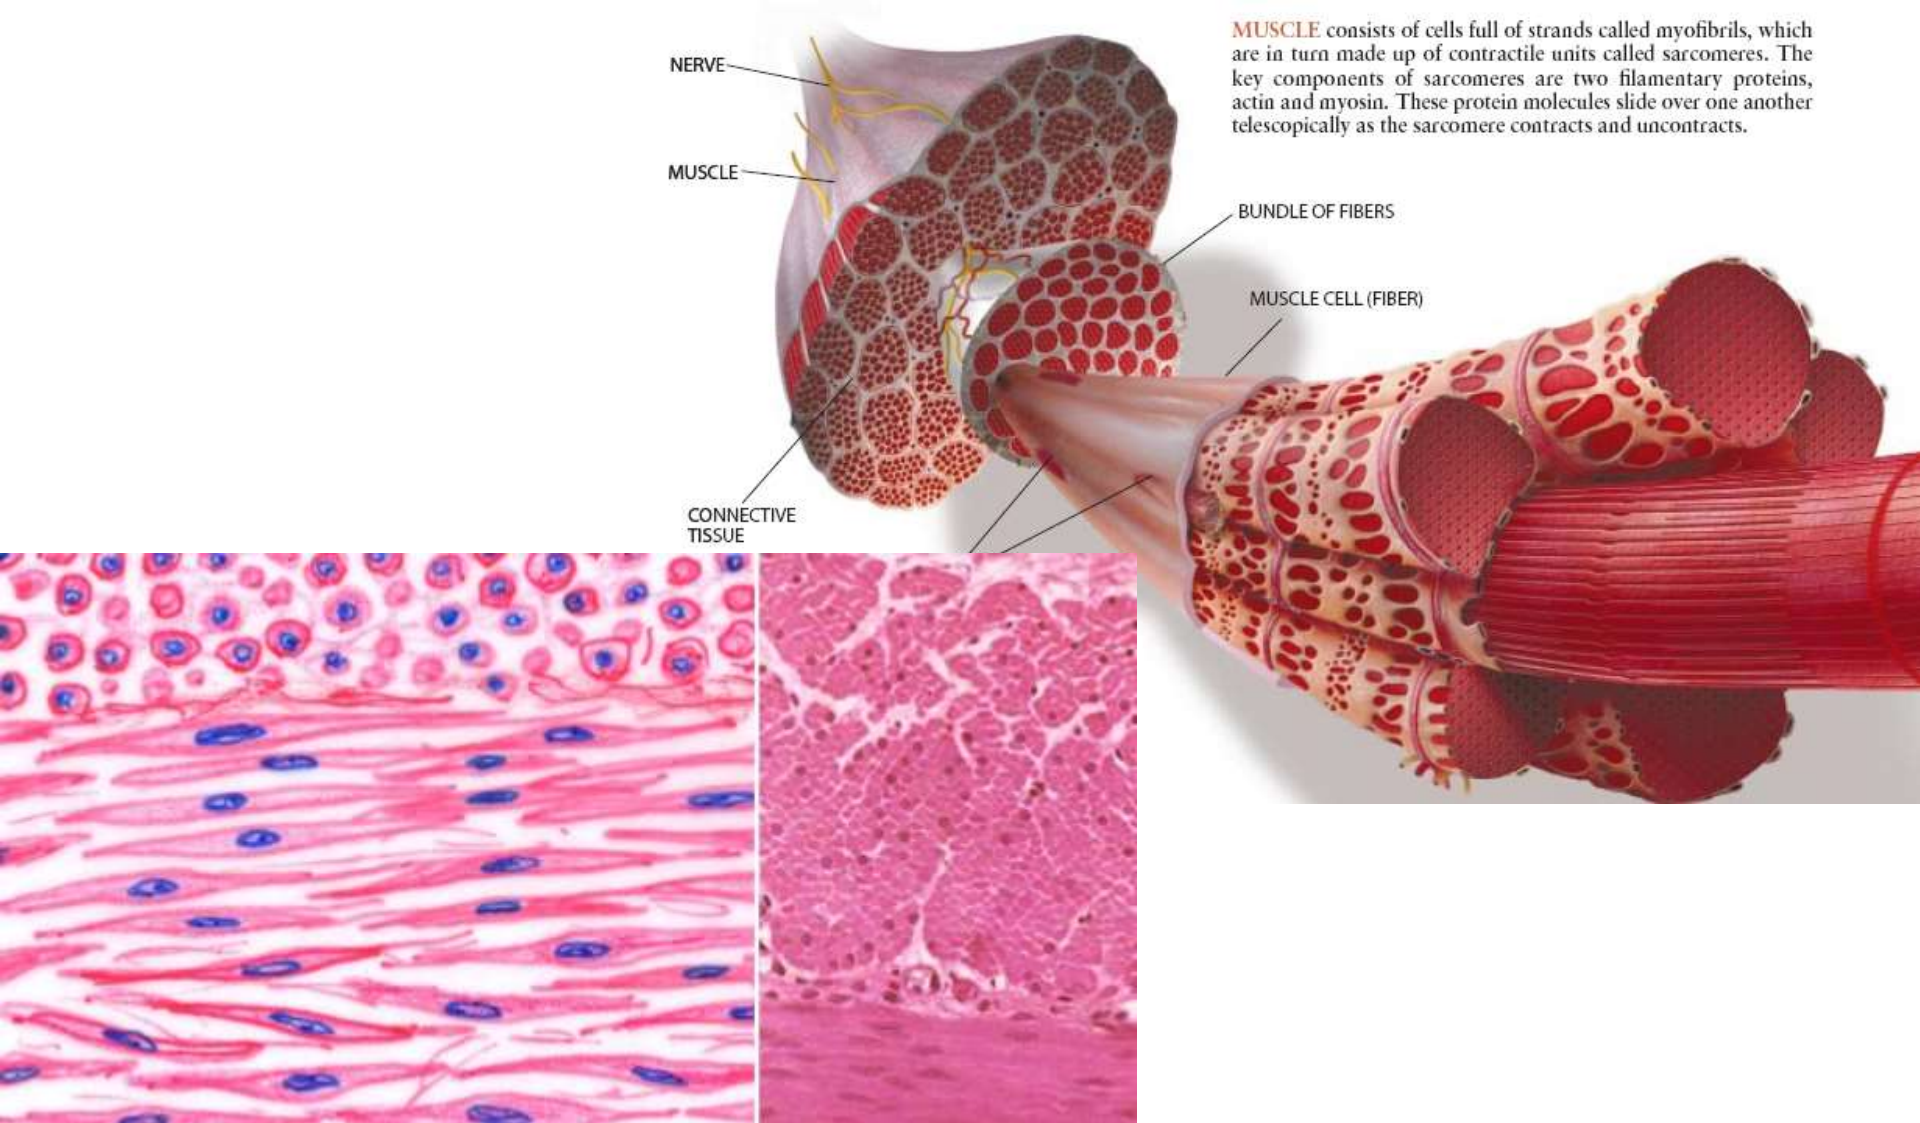 MUSCLE consists of cells full of strands called myofibrils, which
are in turn made up of contractile units called sarcomeres. The
key components of sarcomeres are two filamentary proteins,
actin and myosin. These protein molecules slide over one another
telescopically as the sarcomere contracts and uncontracts.
NERVE
MUSCLE
BUNDLE OF FIBERS
MUSCLE CELL (FIBER)
CONNECTIVE
TISSUE